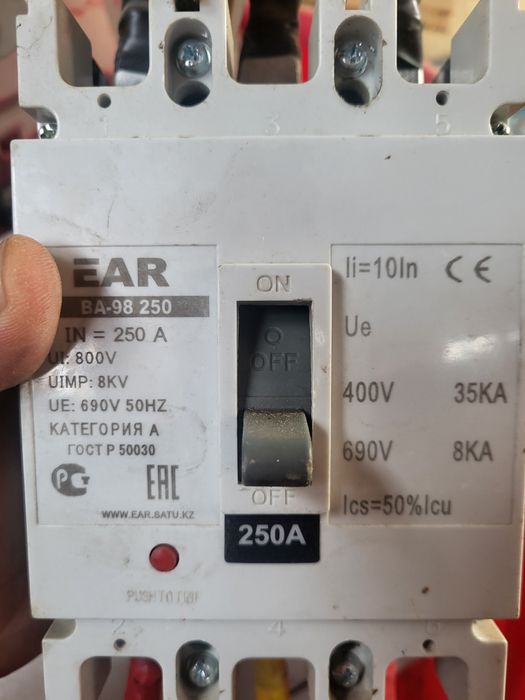 1 3 5
EAR
BA-98 250
IN = 250 A
UI: 800V
UIMP: 8KV
UE: 690V 50HZ
КАТЕГОРИЯ А
ГОСТ Р 50030
EAC
WWW.EAR.SATU.KZ
ON
OFF
OFF
250A
Ii=10In CE
Ue
400V 35KA
690V 8KA
Ics=50%Icu
PUSH TO TRIP
2 4 6